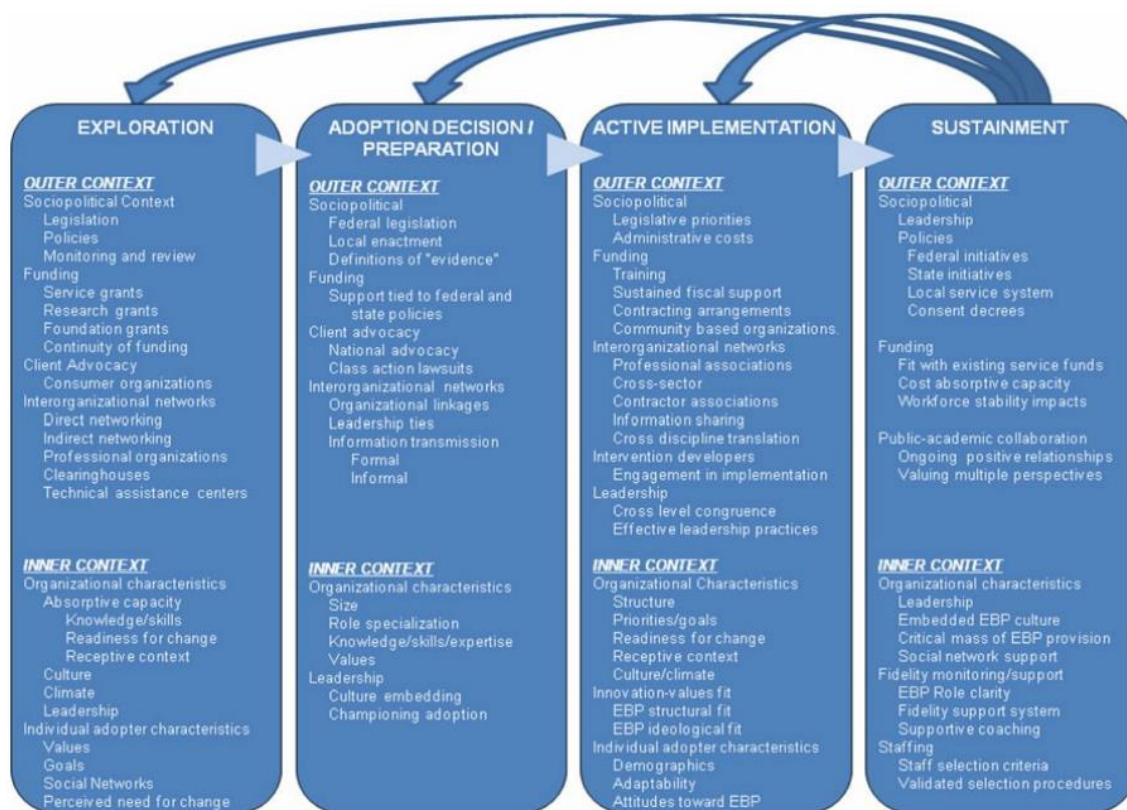 EXPLORATION
OUTER CONTEXT
Sociopolitical Context
Legislation
Policies
Monitoring and review
Funding
Service grants
Research grants
Foundation grants
Continuity of funding
Client Advocacy
Consumer organizations
Interorganizational networks
Direct networking
Indirect networking
Professional organizations
Clearinghouses
Technical assistance centers
INNER CONTEXT
Organizational characteristics
Absorptive capacity
Knowledge/skills
Readiness for change
Receptive context
Culture
Climate
Leadership
Individual adopter characteristics
Values
Goals
Social Networks
Perceived need for change
ADOPTION DECISION /
PREPARATION
OUTER CONTEXT
Sociopolitical
Federal legislation
Local enactment
Definitions of "evidence"
Funding
Support tied to federal and
state policies
Client advocacy
National advocacy
Class action lawsuits
Interorganizational networks
Organizational linkages
Leadership ties
Information transmission
Formal
Informal
INNER CONTEXT
Organizational characteristics
Size
Role specialization
Knowledge/skills/expertise
Values
Leadership
Culture embedding
Championing adoption
ACTIVE IMPLEMENTATION
OUTER CONTEXT
Sociopolitical
Legislative priorities
Administrative costs
Funding
Training
Sustained fiscal support
Contracting arrangements
Community based organizations.
Interorganizational networks
Professional associations
Cross-sector
Contractor associations
Information sharing
Cross discipline translation
Intervention developers
Engagement in implementation
Leadership
Cross level congruence
Effective leadership practices
INNER CONTEXT
Organizational Characteristics
Structure
Priorities/goals
Readiness for change
Receptive context
Culture/climate
Innovation-values fit
EBP structural fit
EBP ideological fit
Individual adopter characteristics
Demographics
Adaptability
Attitudes toward EBP
SUSTAINMENT
OUTER CONTEXT
Sociopolitical
Leadership
Policies
Federal initiatives
State initiatives
Local service system
Consent decrees
Funding
Fit with existing service funds
Cost absorptive capacity
Workforce stability impacts
Public-academic collaboration
Ongoing positive relationships
Valuing multiple perspectives
INNER CONTEXT
Organizational characteristics
Leadership
Embedded EBP culture
Critical mass of EBP provision
Social network support
Fidelity monitoring/support
EBP Role clarity
Fidelity support system
Supportive coaching
Staffing
Staff selection criteria
Validated selection procedures